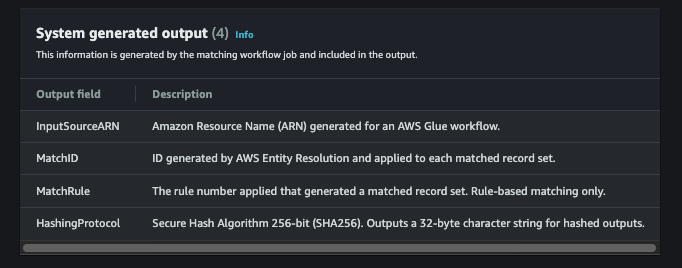 System generated output (4) Info
This information is generated by the matching workflow job and included in the output.
Output field Description
InputSourceARN Amazon Resource Name (ARN) generated for an AWS Glue workflow.
MatchID ID generated by AWS Entity Resolution and applied to each matched record set.
MatchRule The rule number applied that generated a matched record set. Rule-based matching only.
HashingProtocol Secure Hash Algorithm 256-bit (SHA256). Outputs a 32-byte character string for hashed outputs.